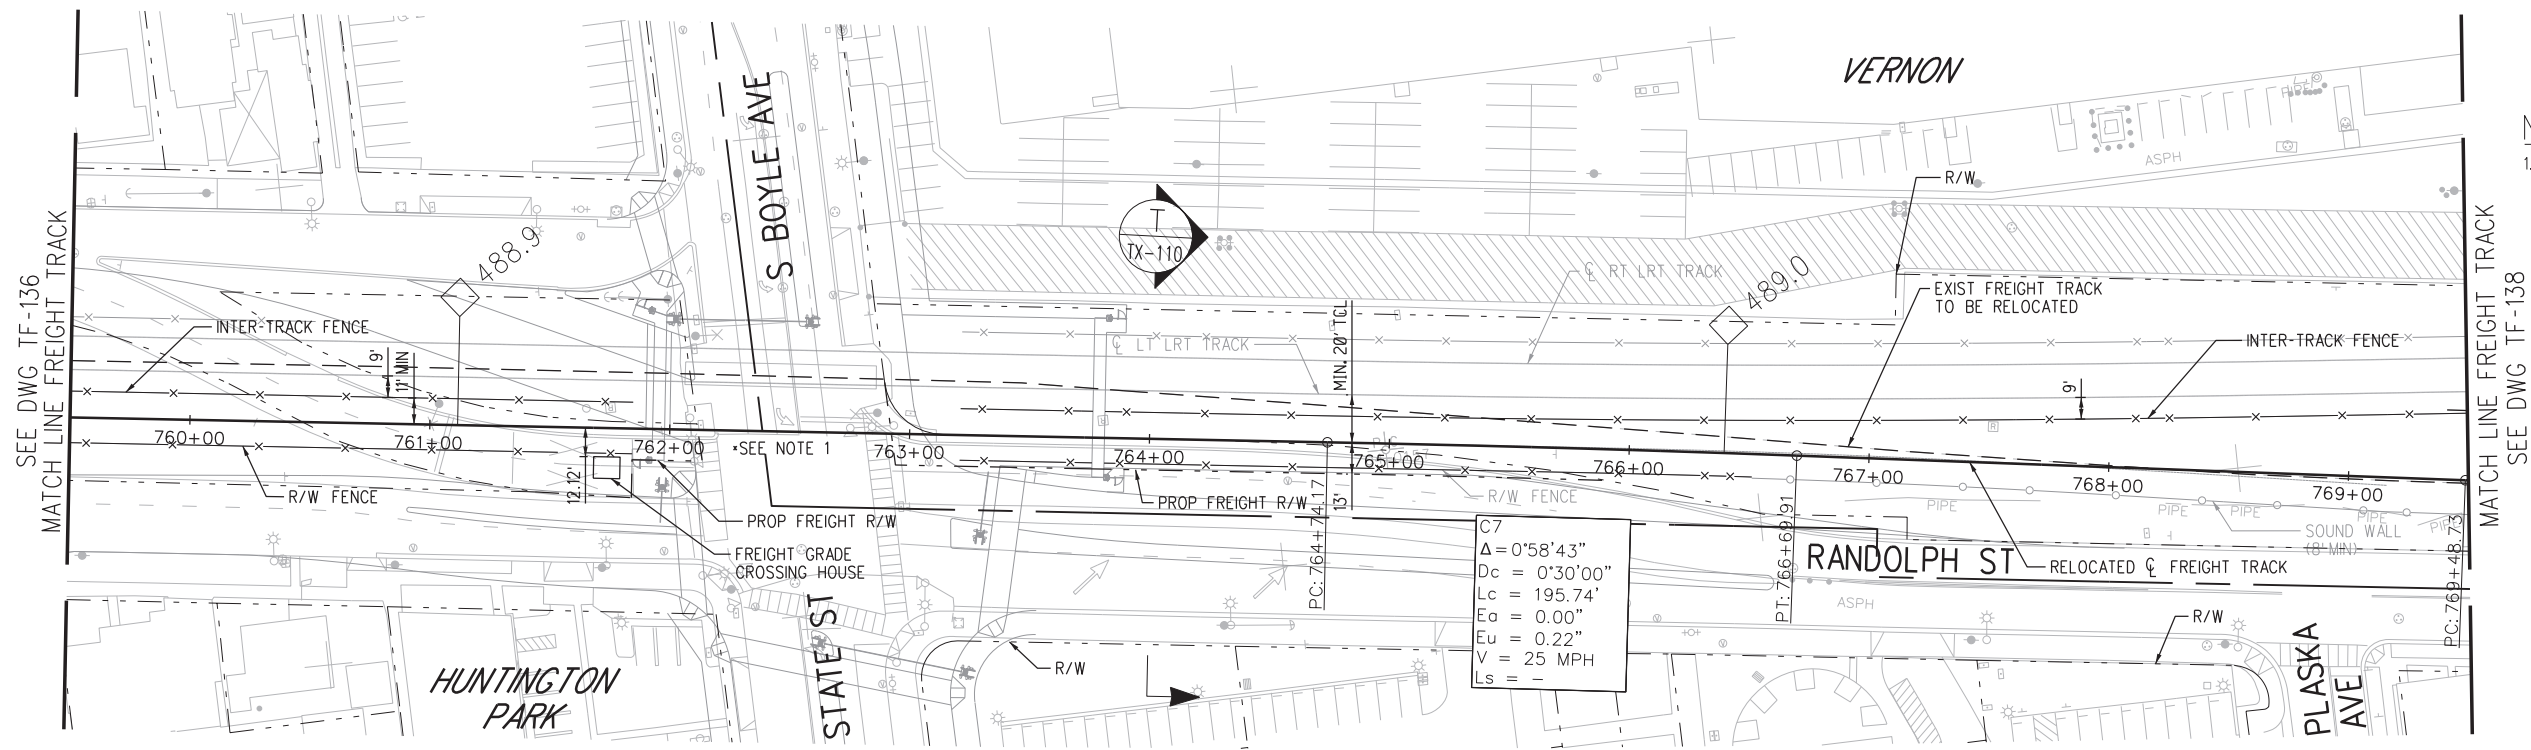 VERNON
ASPH
R/W
S BOYLE AVE
T
TX-110
488.9
489.0
℄ RT LRT TRACK
EXIST FREIGHT TRACK
TO BE RELOCATED
SEE DWG TF-136
MATCH LINE FREIGHT TRACK
INTER-TRACK FENCE
9'
11' MIN
℄ LT LRT TRACK
MIN. 20' TCL
INTER-TRACK FENCE
9'
MATCH LINE FREIGHT TRACK
SEE DWG TF-138
760+00
761+00
762+00
*SEE NOTE 1
763+00
764+00
765+00
766+00
767+00
768+00
769+00
R/W FENCE
12.12'
PROP FREIGHT R/W
FREIGHT GRADE
CROSSING HOUSE
PROP FREIGHT R/W
13'
R/W FENCE
PIPE
PIPE
PIPE
PIPE
PIPE
SOUND WALL
(8' MIN)
PC: 764+74.17
PT: 766+69.91
PC: 769+48.73
C7
Δ=0°58'43"
Dc = 0°30'00"
Lc = 195.74'
Ea = 0.00"
Eu = 0.22"
V = 25 MPH
Ls = -
RANDOLPH ST
RELOCATED ℄ FREIGHT TRACK
ASPH
R/W
R/W
HUNTINGTON
PARK
STATE ST
PLASKA
AVE